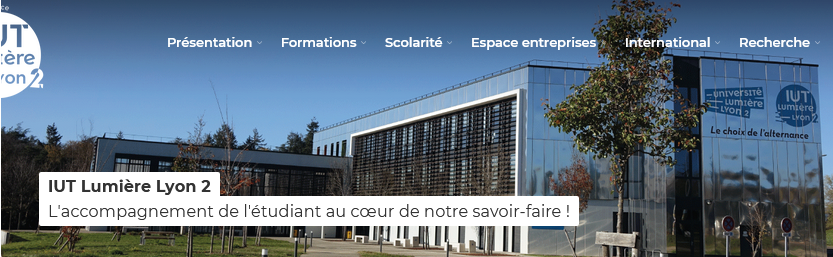 IUT
Lumière
Lyon 2
Présentation
Formations
Scolarité
Espace entreprises
International
Recherche
UNIVERSITÉ
LUMIÈRE
LYON 2
IUT
LUMIÈRE
LYON 2
Le choix de l'alternance
IUT Lumière Lyon 2
L'accompagnement de l'étudiant au cœur de notre savoir-faire !